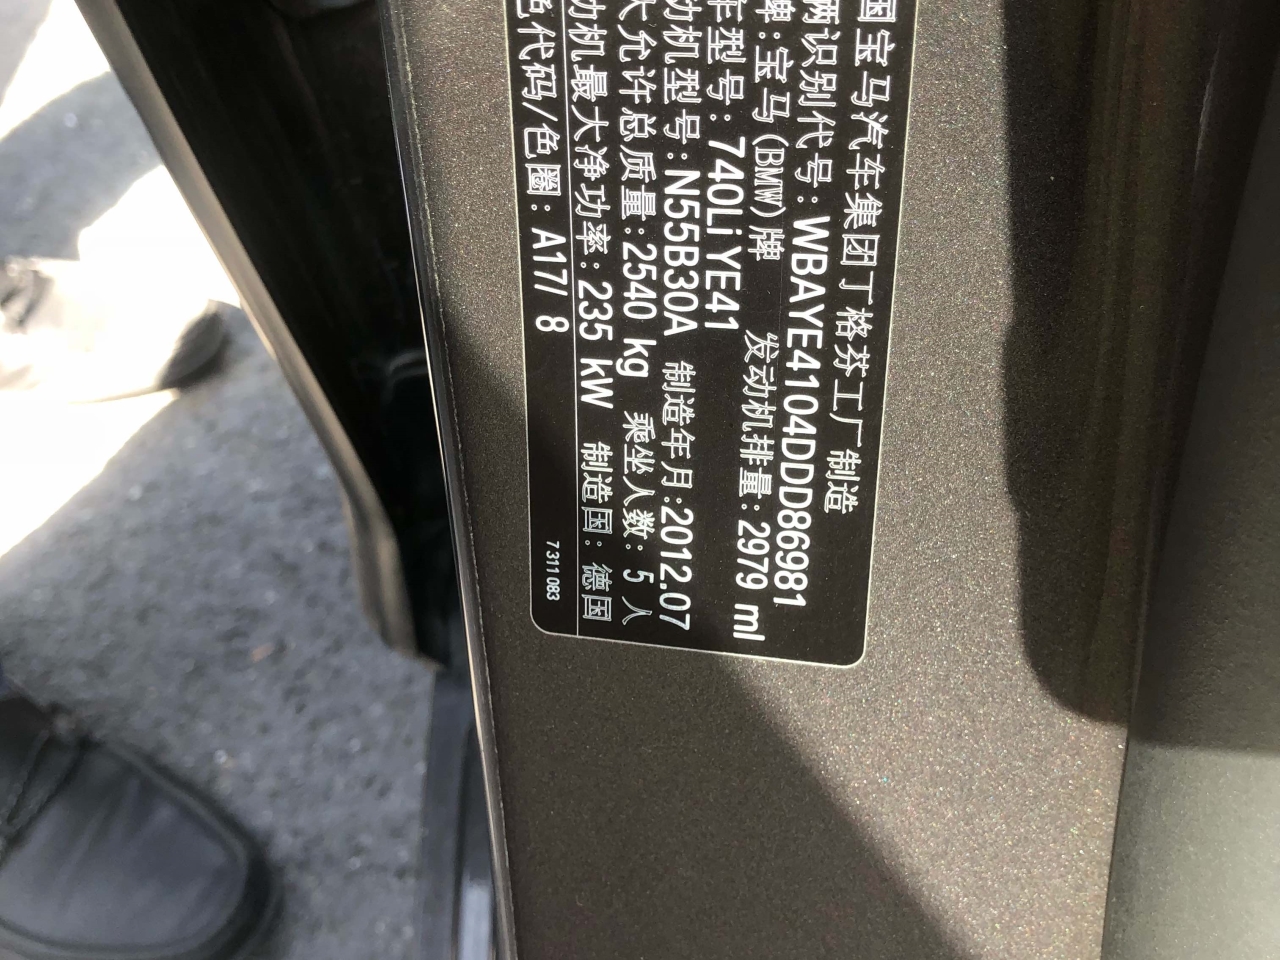 国宝马汽车集团丁格芬工厂制造
辆识别代号:WBAYE4104DDD86981
牌:宝马(BMW)牌 发动机排量:2979 ml
车型号:740Li YE41
动机型号:N55B30A 制造年月:2012.07
大允许总质量:2540 kg 乘坐人数:5人
动机最大净功率:235 kW 制造国:德国
色代码/色圈:A17/ 8 7 311 083